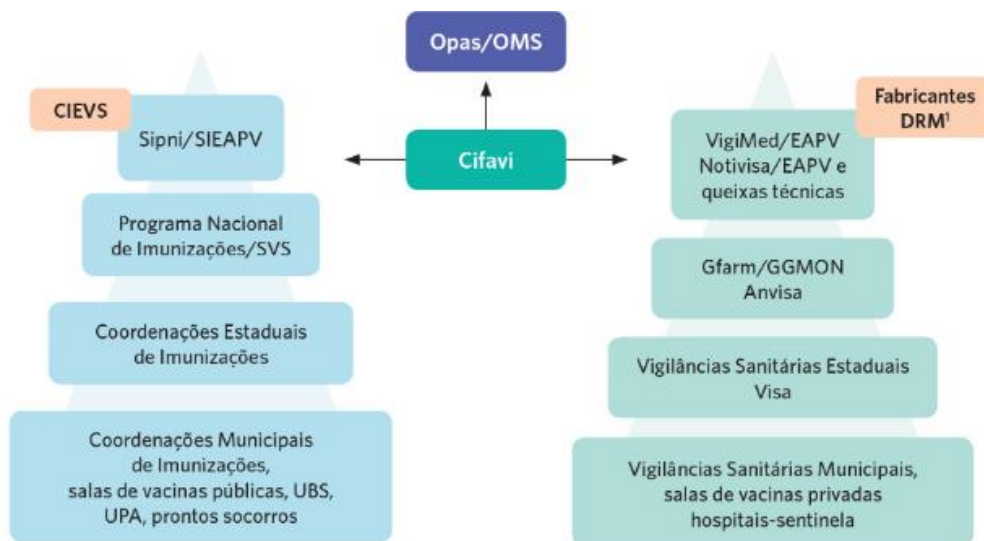 Opas/OMS
Cifavi
CIEVS
Sipni/SIEAPV
Programa Nacional
de Imunizações/SVS
Coordenações Estaduais
de Imunizações
Coordenações Municipais
de Imunizações,
salas de vacinas públicas, UBS,
UPA, prontos socorros
Fabricantes
DRM¹
VigiMed/EAPV
Notivisa/EAPV e
queixas técnicas
Gfarm/GGMON
Anvisa
Vigilâncias Sanitárias Estaduais
Visa
Vigilâncias Sanitárias Municipais,
salas de vacinas privadas
hospitais-sentinela